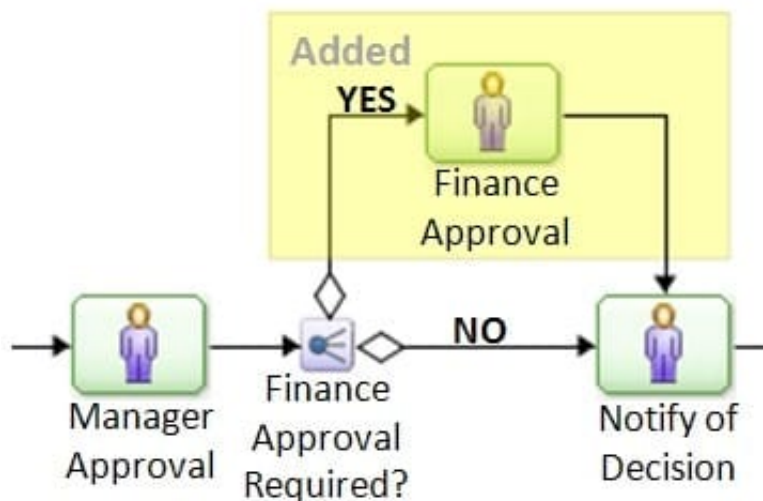 Added
YES
Finance
Approval
NO
Manager
Approval
Finance
Approval
Required?
Notify of
Decision